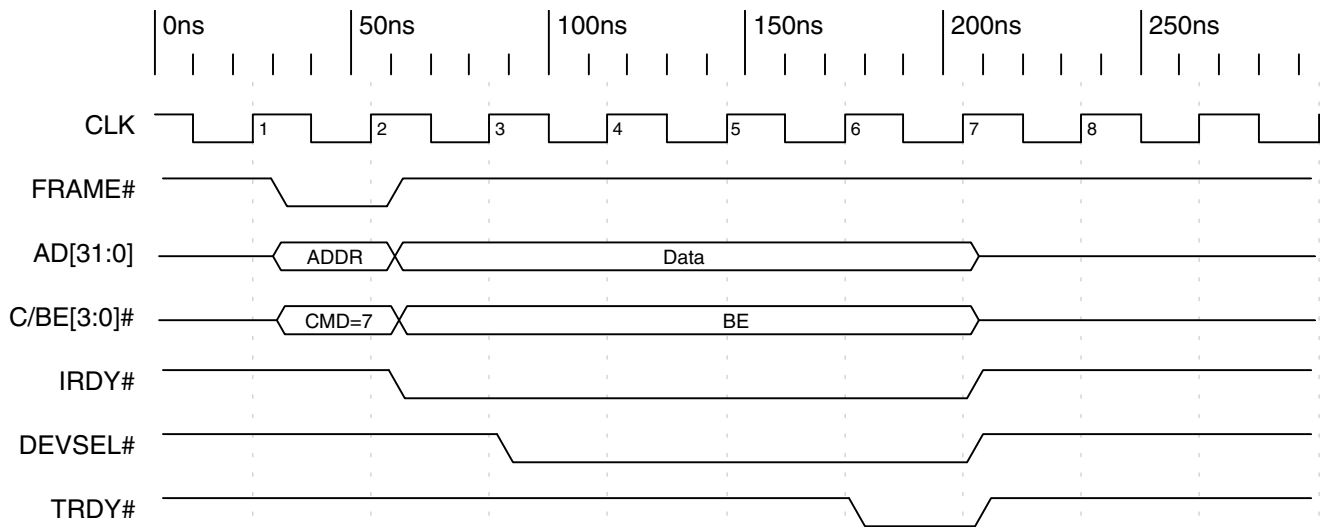 0ns 50ns 100ns 150ns 200ns 250ns
CLK 1 2 3 4 5 6 7 8
FRAME#
AD[31:0] ADDR Data
C/BE[3:0]# CMD=7 BE
IRDY#
DEVSEL#
TRDY#